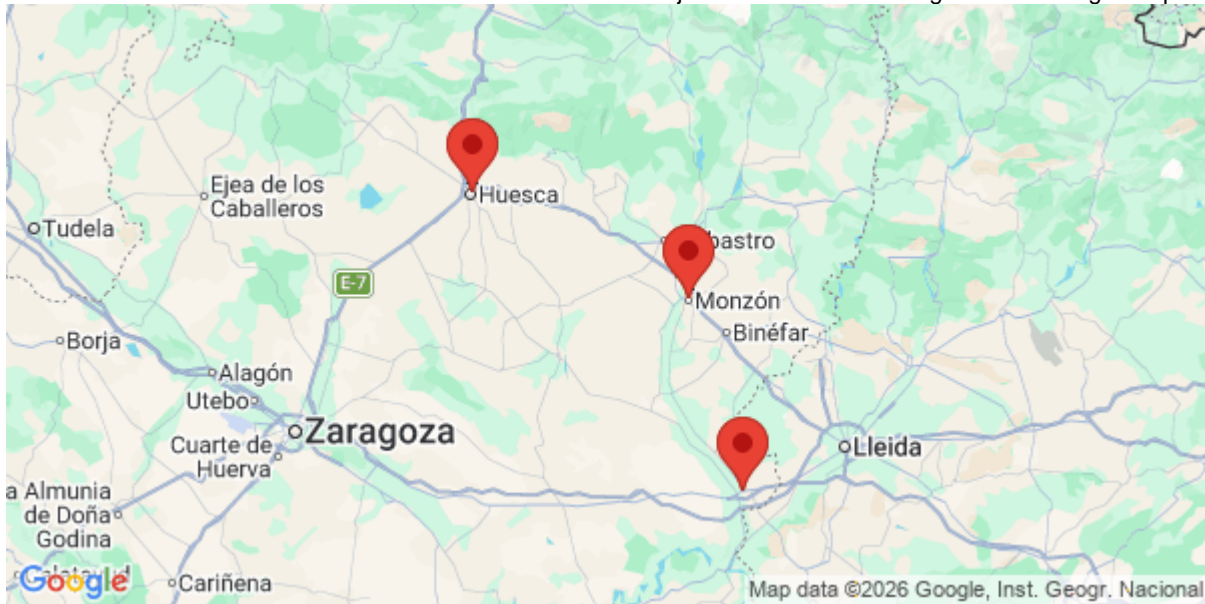 Huesca
Ejea de los
Caballeros
Tudela
bastro
E-7
Monzón
Binéfar
Borja
Alagón
Utebo
Zaragoza
Cuarte de
Huerva
Lleida
a Almunia
de Doña
Godina
Cariñena
Google
Map data ©2026 Google, Inst. Geogr. Nacional